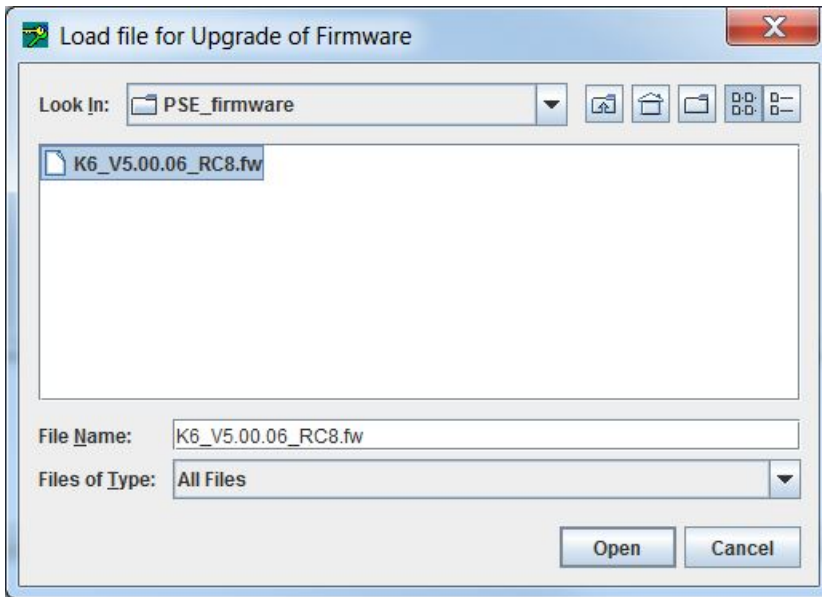 Load file for Upgrade of Firmware
Look In: PSE_firmware
K6_V5.00.06_RC8.fw
File Name: K6_V5.00.06_RC8.fw
Files of Type: All Files
Open Cancel